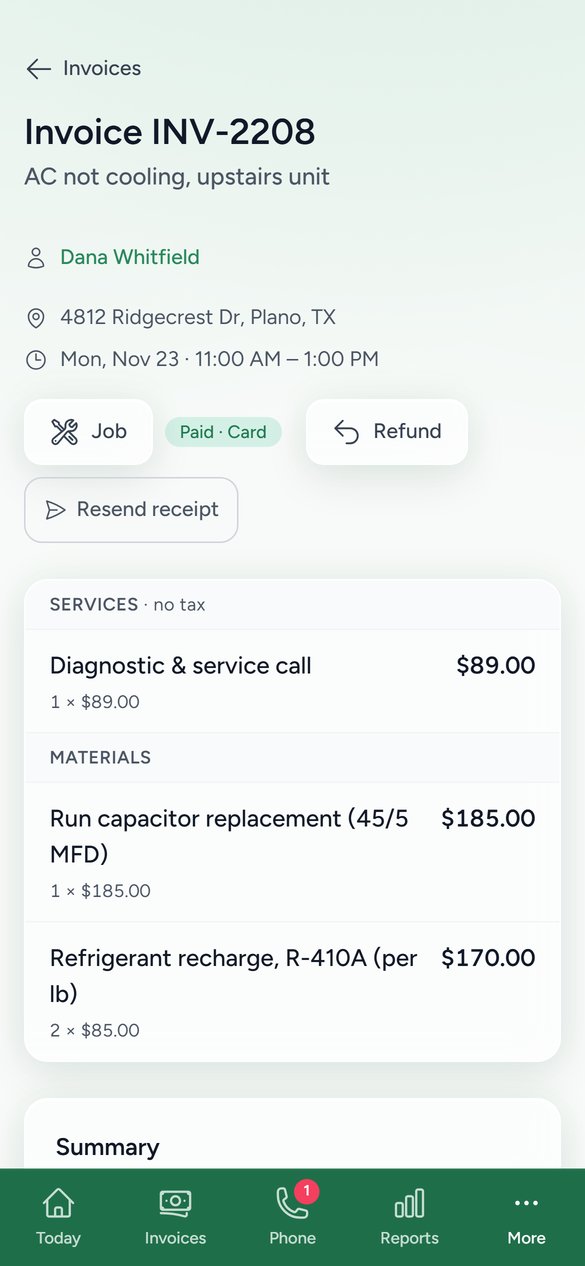 Invoices
Invoice INV-2208
AC not cooling, upstairs unit
Dana Whitfield
4812 Ridgecrest Dr, Plano, TX
Mon, Nov 23 · 11:00 AM – 1:00 PM
Job
Paid · Card
Refund
Resend receipt
SERVICES · no tax
Diagnostic & service call
$89.00
1 × $89.00
MATERIALS
Run capacitor replacement (45/5
MFD)
$185.00
1 × $185.00
Refrigerant recharge, R-410A (per
lb)
$170.00
2 × $85.00
Summary
1
Today
Invoices
Phone
Reports
More